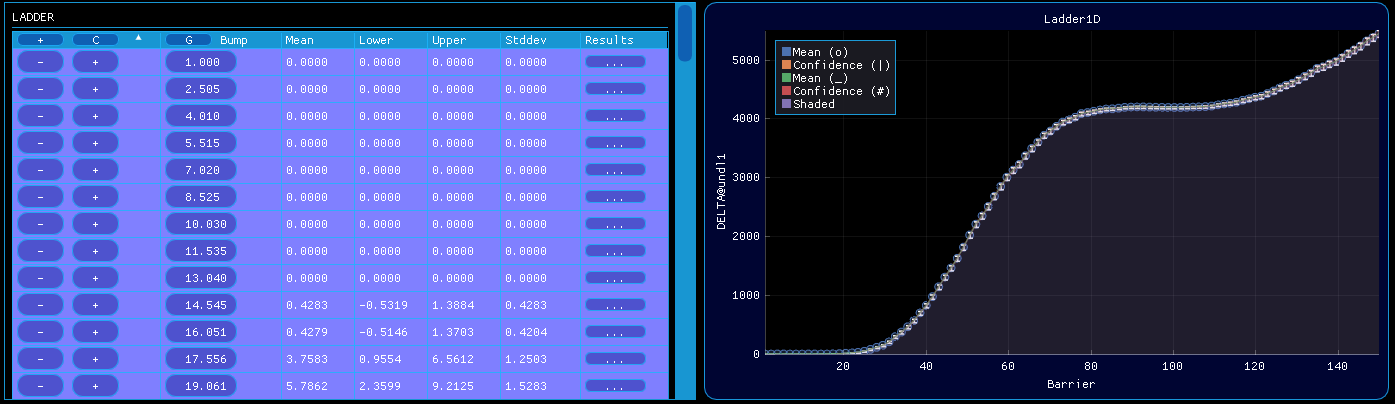 LADDER
+ C ▲ G Bump Mean Lower Upper Stddev Results
- + 1.000 0.0000 0.0000 0.0000 0.0000 ...
- + 2.505 0.0000 0.0000 0.0000 0.0000 ...
- + 4.010 0.0000 0.0000 0.0000 0.0000 ...
- + 5.515 0.0000 0.0000 0.0000 0.0000 ...
- + 7.020 0.0000 0.0000 0.0000 0.0000 ...
- + 8.525 0.0000 0.0000 0.0000 0.0000 ...
- + 10.030 0.0000 0.0000 0.0000 0.0000 ...
- + 11.535 0.0000 0.0000 0.0000 0.0000 ...
- + 13.040 0.0000 0.0000 0.0000 0.0000 ...
- + 14.545 0.4283 -0.5319 1.3884 0.4283 ...
- + 16.051 0.4279 -0.5146 1.3703 0.4204 ...
- + 17.556 3.7583 0.9554 6.5612 1.2503 ...
- + 19.061 5.7862 2.3599 9.2125 1.5283 ...
Ladder1D
Mean (o)
Confidence (|)
Mean (_)
Confidence (#)
Shaded
DELTA@undl1
5000
4000
3000
2000
1000
0
20 40 60 80 100 120 140
Barrier